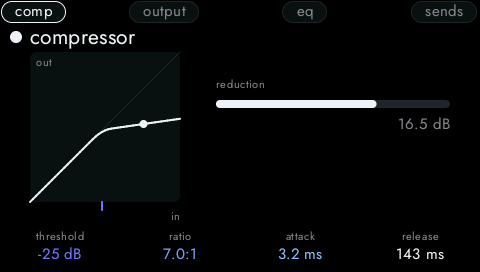 comp output eq sends
compressor
out
reduction
16.5 dB
in
threshold ratio attack release
-25 dB 7.0:1 3.2 ms 143 ms